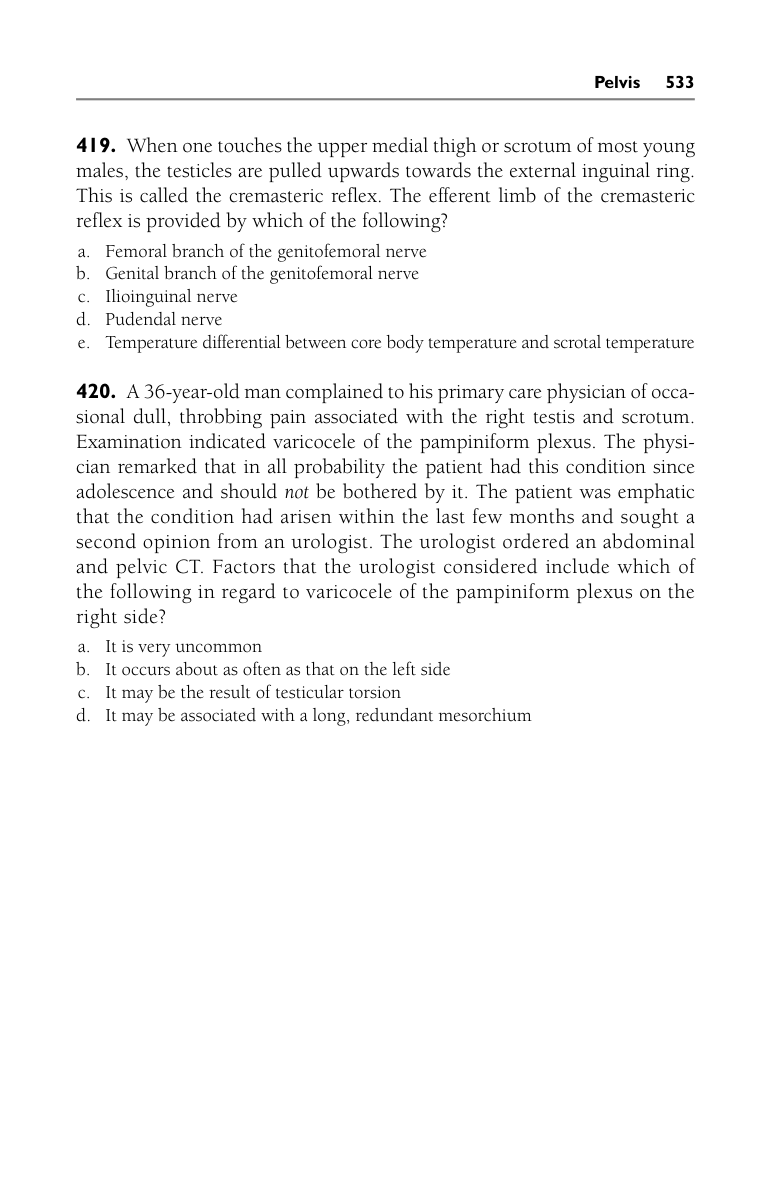 Pelvis 533
419. When one touches the upper medial thigh or scrotum of most young
males, the testicles are pulled upwards towards the external inguinal ring.
This is called the cremasteric reflex. The efferent limb of the cremasteric
reflex is provided by which of the following?
a. Femoral branch of the genitofemoral nerve
b. Genital branch of the genitofemoral nerve
c. Ilioinguinal nerve
d. Pudendal nerve
e. Temperature differential between core body temperature and scrotal temperature
420. A 36-year-old man complained to his primary care physician of occa-
sional dull, throbbing pain associated with the right testis and scrotum.
Examination indicated varicocele of the pampiniform plexus. The physi-
cian remarked that in all probability the patient had this condition since
adolescence and should not be bothered by it. The patient was emphatic
that the condition had arisen within the last few months and sought a
second opinion from an urologist. The urologist ordered an abdominal
and pelvic CT. Factors that the urologist considered include which of
the following in regard to varicocele of the pampiniform plexus on the
right side?
a. It is very uncommon
b. It occurs about as often as that on the left side
c. It may be the result of testicular torsion
d. It may be associated with a long, redundant mesorchium